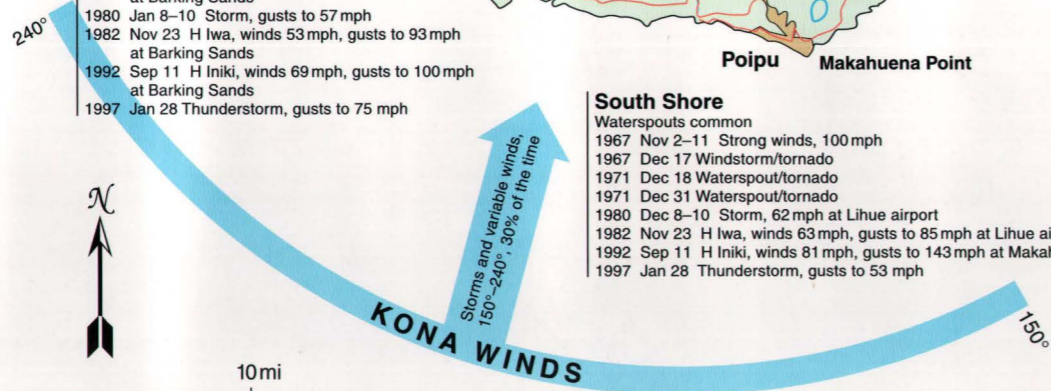 at Barking Sands
1980 Jan 8–10 Storm, gusts to 57 mph
1982 Nov 23 H Iwa, winds 53 mph, gusts to 93 mph
at Barking Sands
1992 Sep 11 H Iniki, winds 69 mph, gusts to 100 mph
at Barking Sands
1997 Jan 28 Thunderstorm, gusts to 75 mph
240°
Poipu
Makahuena Point
South Shore
Waterspouts common
1967 Nov 2–11 Strong winds, 100 mph
1967 Dec 17 Windstorm/tornado
1971 Dec 18 Waterspout/tornado
1971 Dec 31 Waterspout/tornado
1980 Dec 8–10 Storm, 62 mph at Lihue airport
1982 Nov 23 H Iwa, winds 63 mph, gusts to 85 mph at Lihue ai
1992 Sep 11 H Iniki, winds 81 mph, gusts to 143 mph at Makah
1997 Jan 28 Thunderstorm, gusts to 53 mph
Storms and variable winds,
150°–240°, 30% of the time
N
KONA WINDS
150°
10 mi